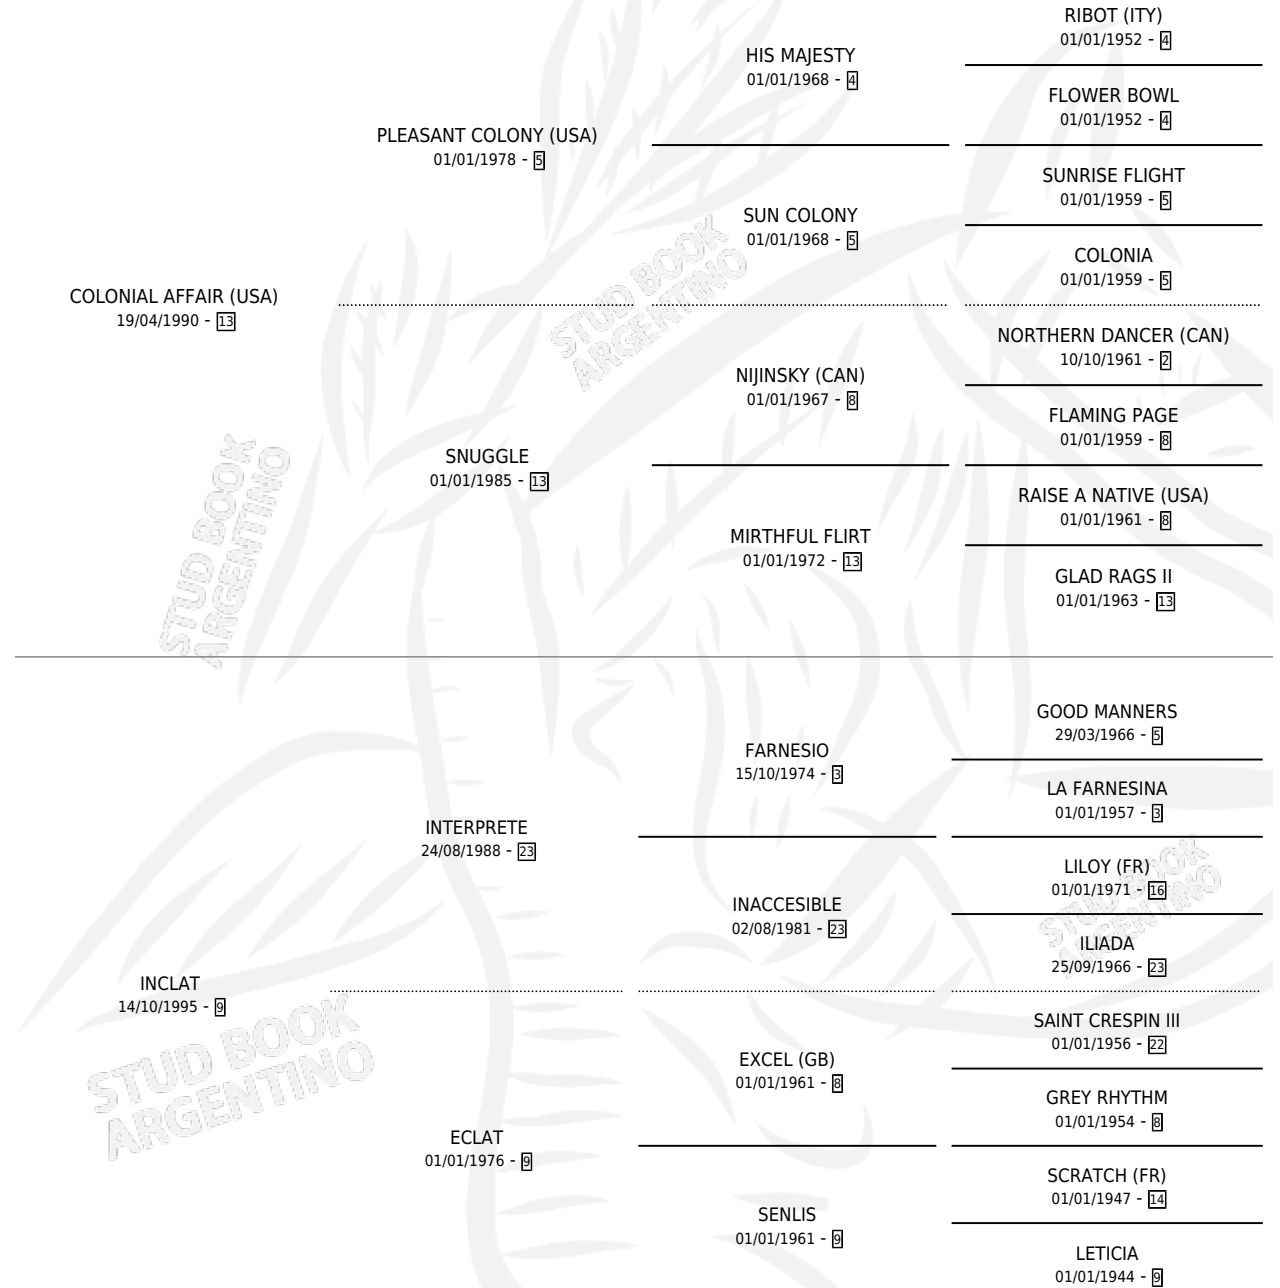 RIBOT (ITY)
01/01/1952 - 4
HIS MAJESTY
01/01/1968 - 4
FLOWER BOWL
01/01/1952 - 4
PLEASANT COLONY (USA)
01/01/1978 - 5
SUNRISE FLIGHT
01/01/1959 - 5
SUN COLONY
01/01/1968 - 5
COLONIA
01/01/1959 - 5
COLONIAL AFFAIR (USA)
19/04/1990 - 13
STUD BOOK
ARGENTINO
NORTHERN DANCER (CAN)
10/10/1961 - 2
NIJINSKY (CAN)
01/01/1967 - 8
FLAMING PAGE
01/01/1959 - 8
SNUGGLE
01/01/1985 - 13
RAISE A NATIVE (USA)
01/01/1961 - 8
MIRTHFUL FLIRT
01/01/1972 - 13
GLAD RAGS II
01/01/1963 - 13
STUD BOOK
ARGENTINO
GOOD MANNERS
29/03/1966 - 5
FARNESIO
15/10/1974 - 3
LA FARNESINA
01/01/1957 - 3
INTERPRETE
24/08/1988 - 23
LILOY (FR)
01/01/1971 - 16
INACCESIBLE
02/08/1981 - 23
ILIADA
25/09/1966 - 23
STUD BOOK
ARGENTINO
INCLAT
14/10/1995 - 9
SAINT CRESPIN III
01/01/1956 - 22
EXCEL (GB)
01/01/1961 - 8
GREY RHYTHM
01/01/1954 - 8
STUD BOOK
ARGENTINO
ECLAT
01/01/1976 - 9
SCRATCH (FR)
01/01/1947 - 14
SENLIS
01/01/1961 - 9
LETICIA
01/01/1944 - 9